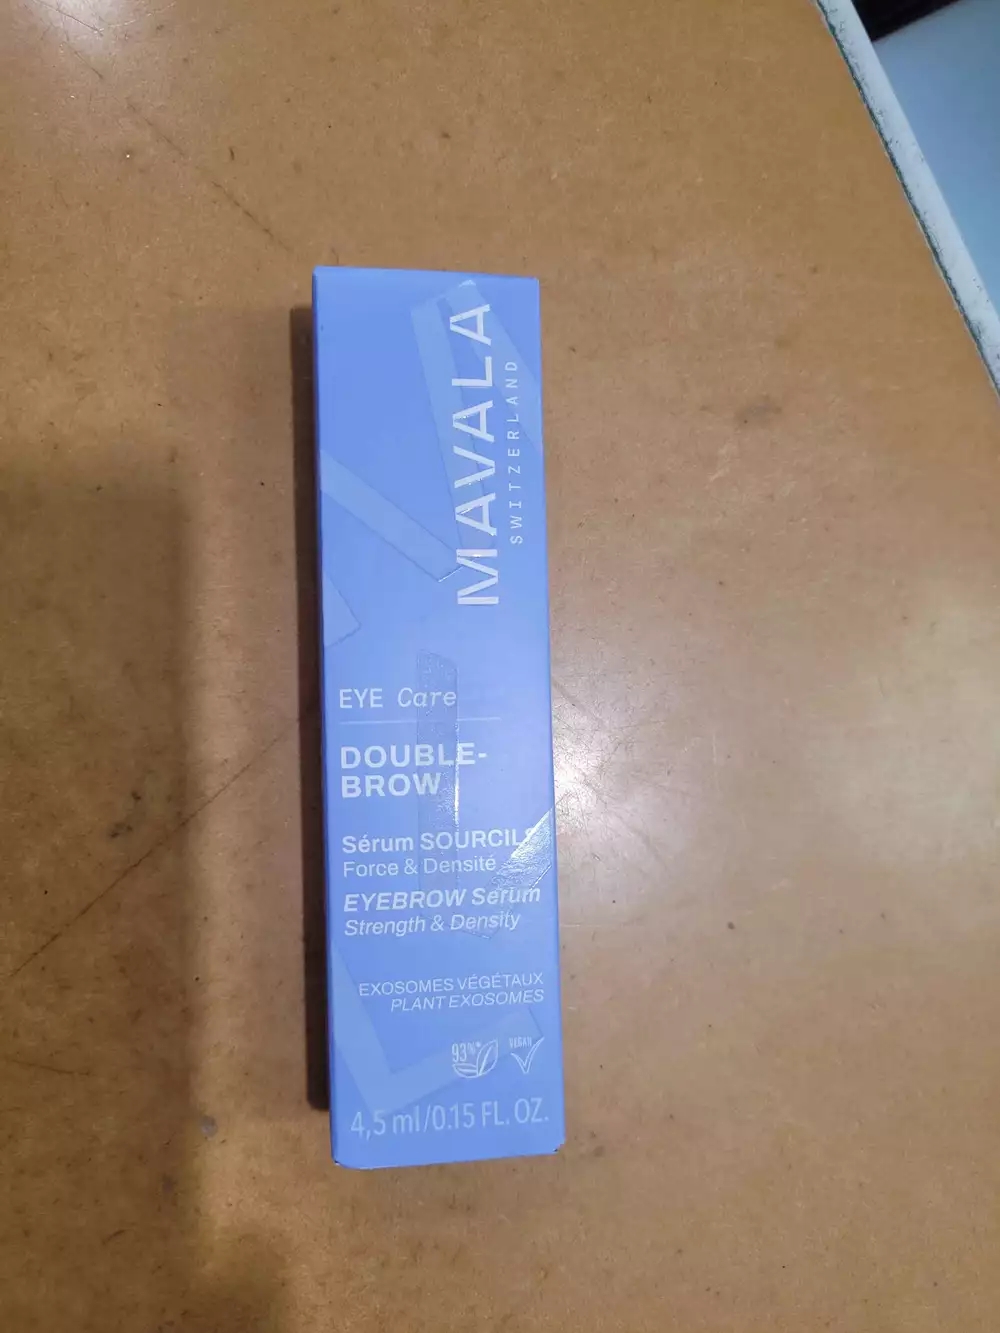 MAVALA
SWITZERLAND
EYE Care
DOUBLE-
BROW
Sérum SOURCILS
Force & Densité
EYEBROW Serum
Strength & Density
EXOSOMES VÉGÉTAUX
PLANT EXOSOMES
93%*
VEGAN
4,5 ml/0.15 FL. OZ.